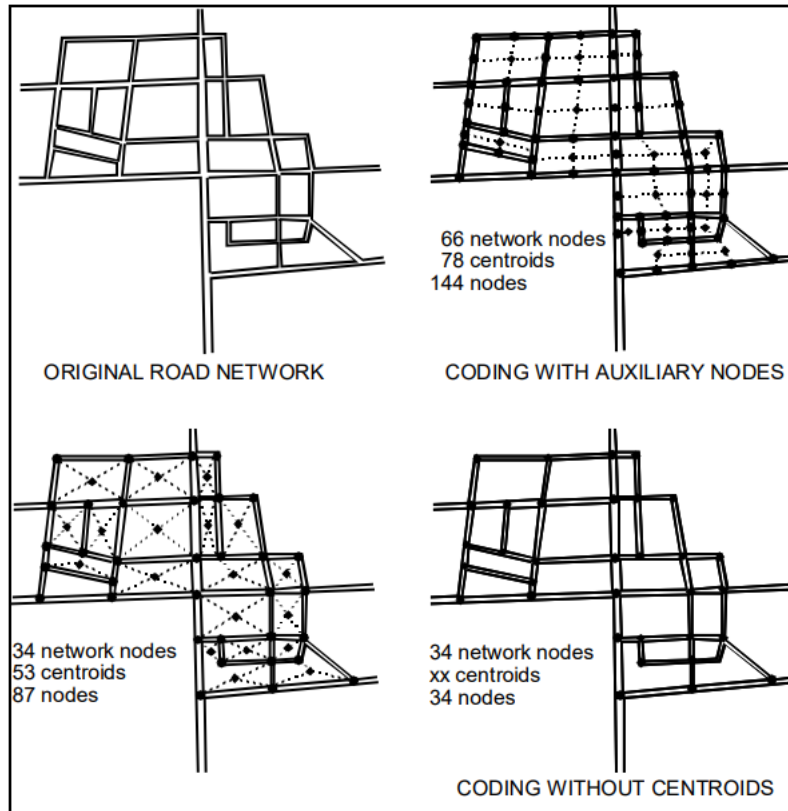 66 network nodes
78 centroids
144 nodes
ORIGINAL ROAD NETWORK
CODING WITH AUXILIARY NODES
34 network nodes
53 centroids
87 nodes
34 network nodes
xx centroids
34 nodes
CODING WITHOUT CENTROIDS